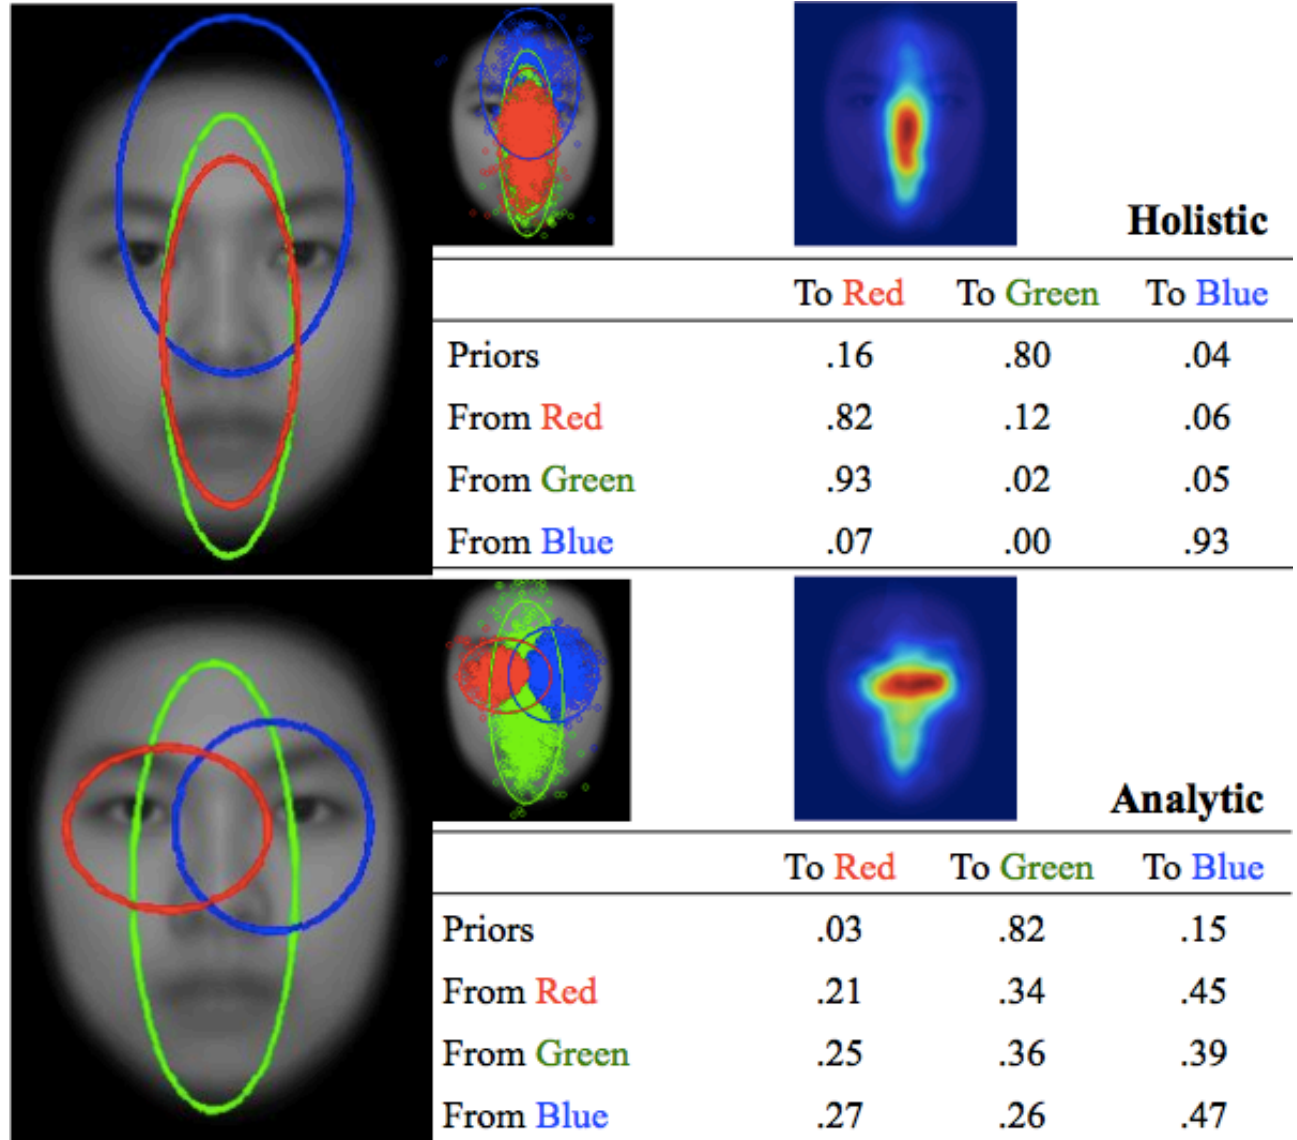 Holistic
To Red To Green To Blue
Priors .16 .80 .04
From Red .82 .12 .06
From Green .93 .02 .05
From Blue .07 .00 .93
Analytic
To Red To Green To Blue
Priors .03 .82 .15
From Red .21 .34 .45
From Green .25 .36 .39
From Blue .27 .26 .47